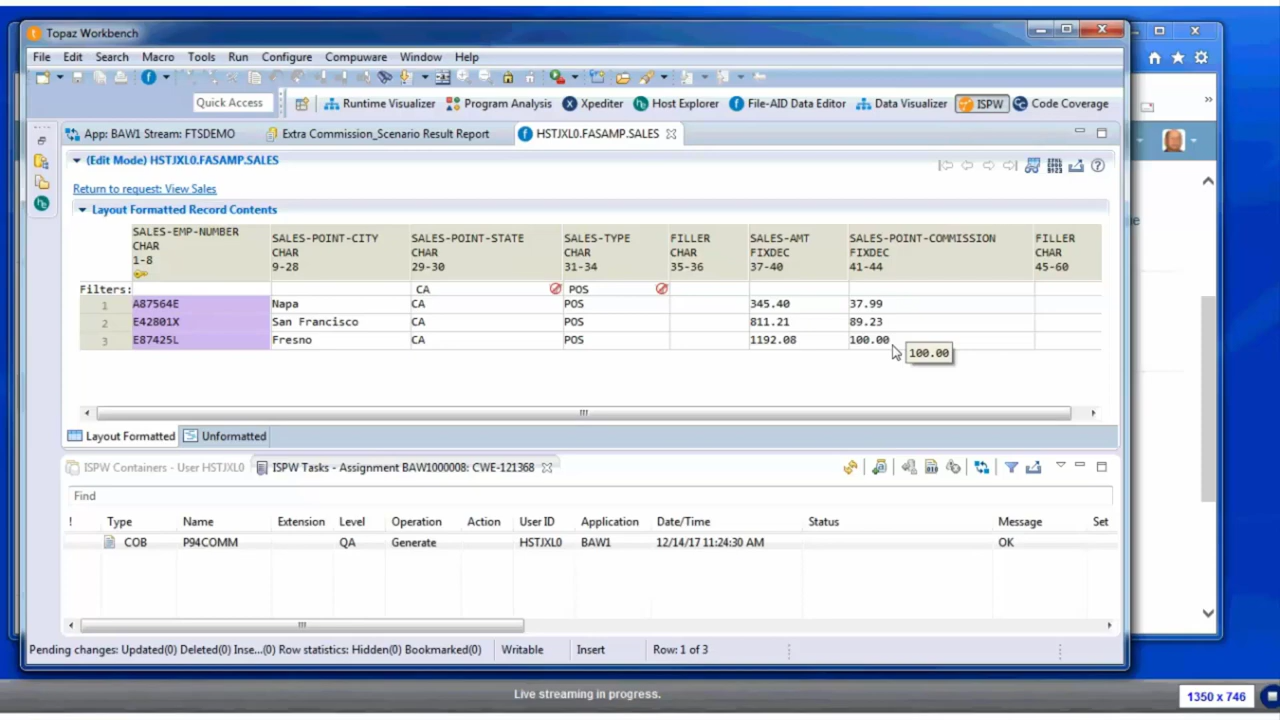 Topaz Workbench
File Edit Search Macro Tools Run Configure Compuware Window Help
Quick Access Runtime Visualizer Program Analysis Xpediter Host Explorer File-AID Data Editor Data Visualizer ISPW Code Coverage
App: BAW1 Stream: FTSDEMO Extra Commission_Scenario Result Report HSTJXL0.FASAMP.SALES
(Edit Mode) HSTJXL0.FASAMP.SALES
Return to request: View Sales
Layout Formatted Record Contents
SALES-EMP-NUMBER SALES-POINT-CITY SALES-POINT-STATE SALES-TYPE FILLER SALES-AMT SALES-POINT-COMMISSION FILLER
CHAR CHAR CHAR CHAR CHAR FIXDEC FIXDEC CHAR
1-8 9-28 29-30 31-34 35-36 37-40 41-44 45-60
Filters: CA POS
1 A87564E Napa CA POS 345.40 37.99
2 E42801X San Francisco CA POS 811.21 89.23
3 E87425L Fresno CA POS 1192.08 100.00
100.00
Layout Formatted Unformatted
ISPW Containers - User HSTJXL0 ISPW Tasks - Assignment BAW1000008: CWE-121368
Find
! Type Name Extension Level Operation Action User ID Application Date/Time Status Message Set
COB P94COMM QA Generate HSTJXL0 BAW1 12/14/17 11:24:30 AM OK
Pending changes: Updated(0) Deleted(0) Inse...(0) Row statistics: Hidden(0) Bookmarked(0) Writable Insert Row: 1 of 3
Live streaming in progress.
1350 x 746